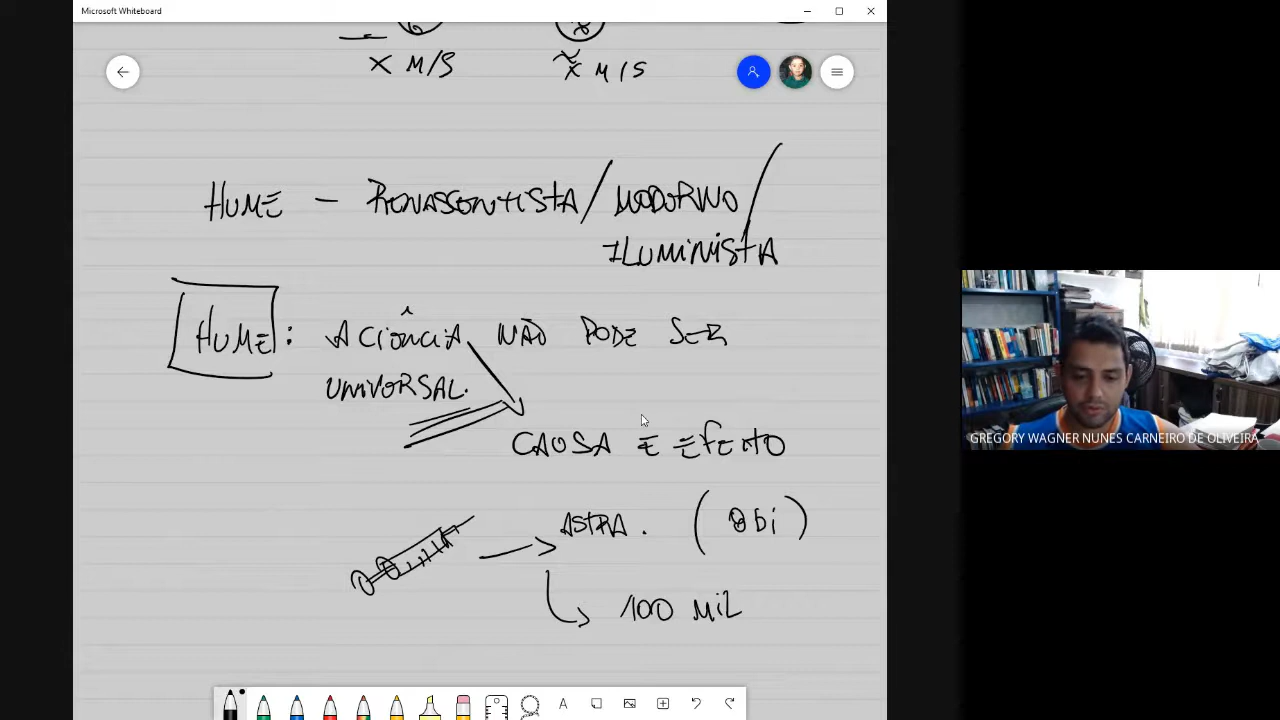 Microsoft Whiteboard
X M/S
≈
X M/S
HUME – RENASSENTISTA / MODERNO /
ILUMINISTA
HUME : A CIÊNCIA NÃO PODE SER
UNIVERSAL.
CAUSA E EFEITO
GREGORY WAGNER NUNES CARNEIRO DE OLIVEIRA
ASTRA. (8bi)
100 MIL
A